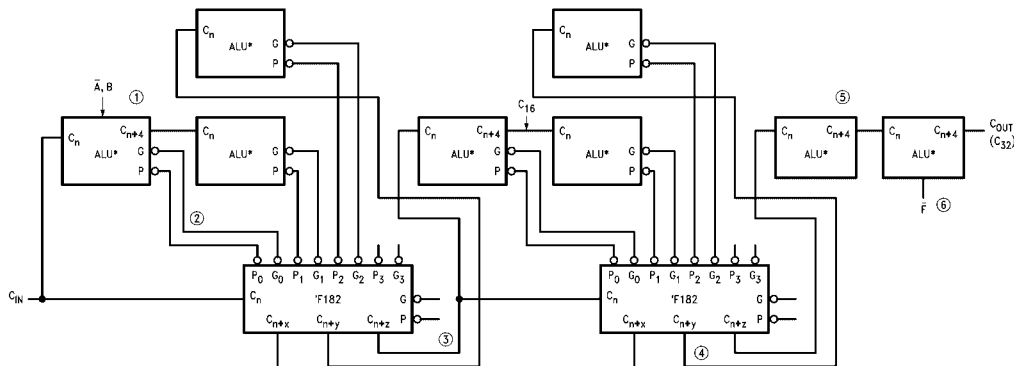 Cn ALU* G P
Cn ALU* G P
Ā, B ①
C16
⑤
Cn Cn+4 ALU* G P
Cn ALU* G P
Cn Cn+4 ALU* G P
Cn ALU* G P
Cn Cn+4 ALU*
Cn Cn+4 ALU*
COUT
(C32)
②
F̄ ⑥
P0 G0 P1 G1 P2 G2 P3 G3
P0 G0 P1 G1 P2 G2 P3 G3
CIN
Cn 'F182 G
Cn 'F182 G
Cn+x Cn+y Cn+z P
Cn+x Cn+y Cn+z P
③
④